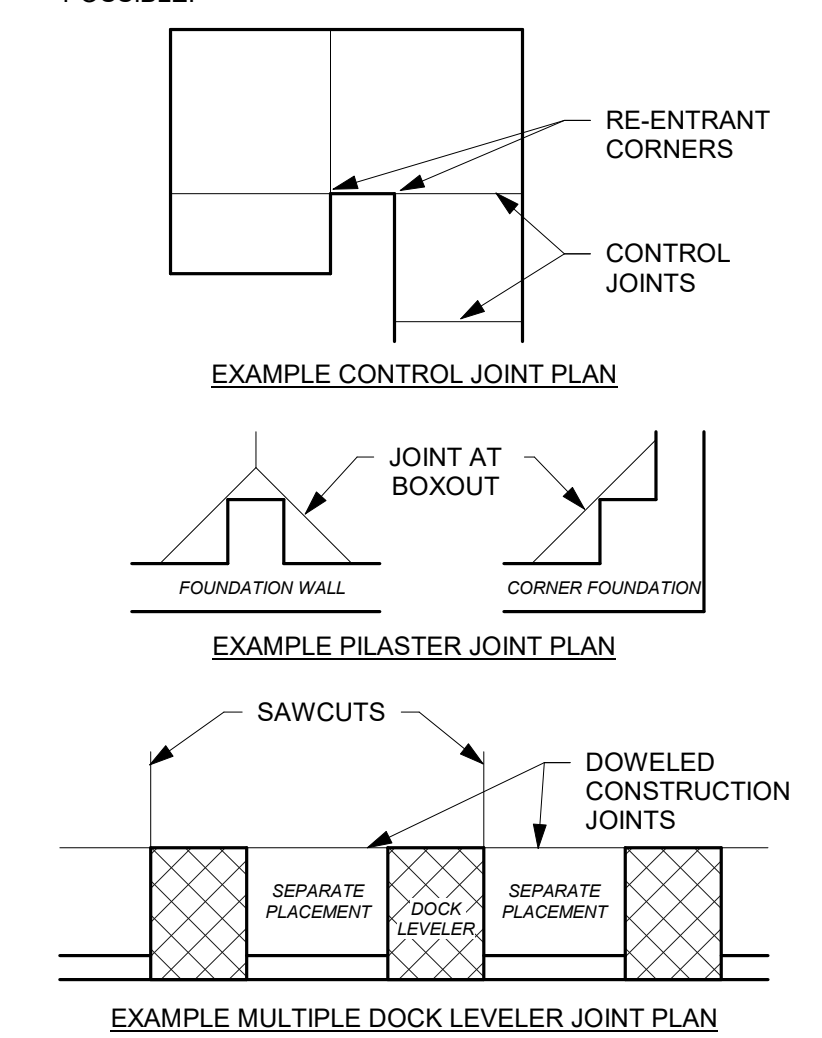 POSSIBLE.
RE-ENTRANT
CORNERS
CONTROL
JOINTS
EXAMPLE CONTROL JOINT PLAN
JOINT AT
BOXOUT
FOUNDATION WALL
CORNER FOUNDATION
EXAMPLE PILASTER JOINT PLAN
SAWCUTS
DOWELED
CONSTRUCTION
JOINTS
SEPARATE
PLACEMENT
DOCK
LEVELER
SEPARATE
PLACEMENT
EXAMPLE MULTIPLE DOCK LEVELER JOINT PLAN